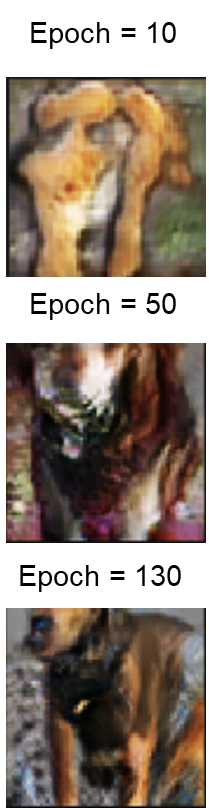 Epoch = 10
Epoch = 50
Epoch = 130